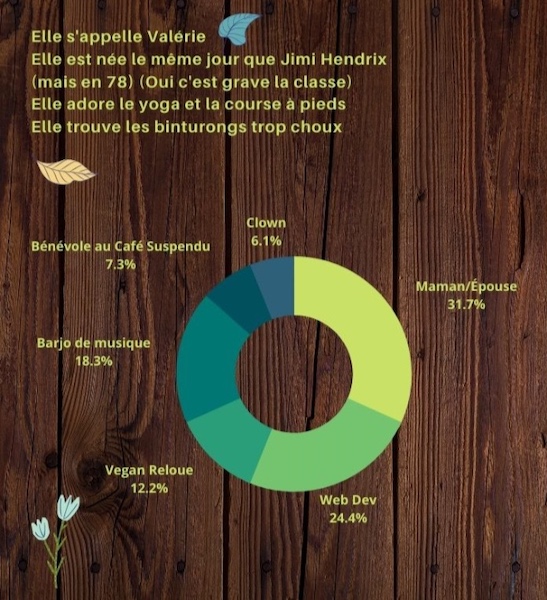 Elle s'appelle Valérie
Elle est née le même jour que Jimi Hendrix
(mais en 78) (Oui c'est grave la classe)
Elle adore le yoga et la course à pieds
Elle trouve les binturongs trop choux
Clown
6.1%
Bénévole au Café Suspendu
7.3%
Maman/Épouse
31.7%
Barjo de musique
18.3%
Vegan Reloue
12.2%
Web Dev
24.4%